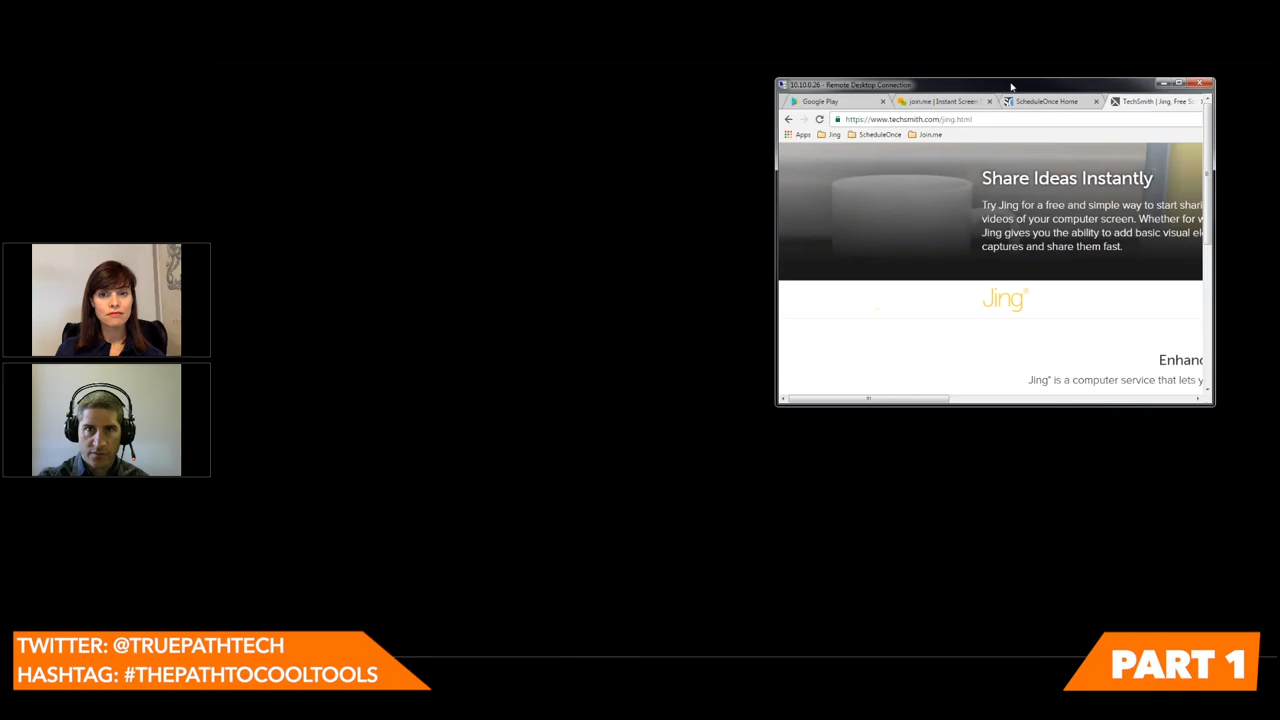 10.10.0.26 - Remote Desktop Connection
Google Play
join.me | Instant Screen
ScheduleOnce Home
TechSmith | Jing, Free Sc
https://www.techsmith.com/jing.html
Apps Jing ScheduleOnce Join.me
Share Ideas Instantly
Try Jing for a free and simple way to start shari
videos of your computer screen. Whether for w
Jing gives you the ability to add basic visual el
captures and share them fast.
Jing®
Enhanc
Jing® is a computer service that lets y
TWITTER: @TRUEPATHTECH
HASHTAG: #THEPATHTOCOOLTOOLS
PART 1